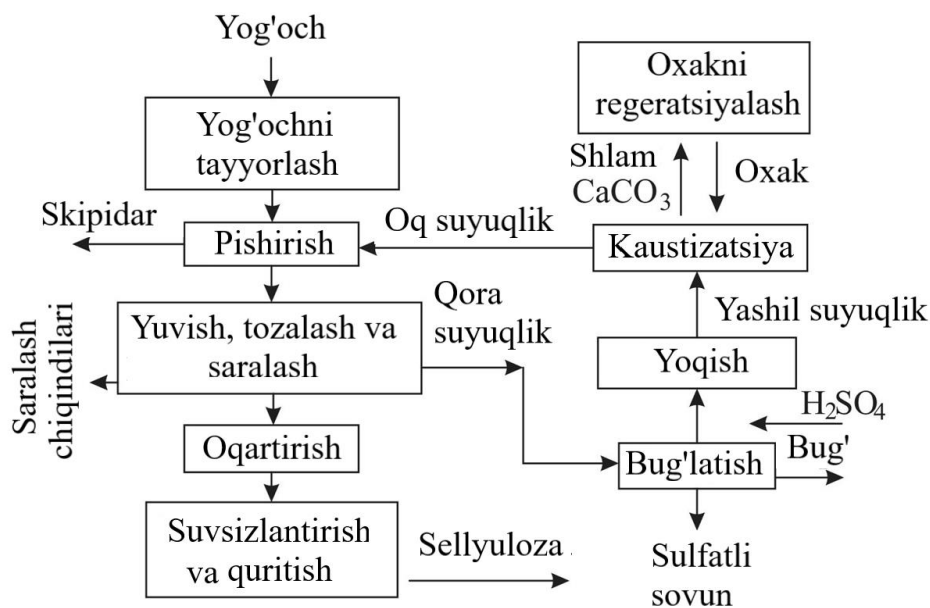 Yog'och
Yog'ochni
tayyorlash
Skipidar
Pishirish
Oq suyuqlik
Yuvish, tozalash va
saralash
Saralash
chiqindilari
Qora
suyuqlik
Oqartirish
Suvsizlantirish
va quritish
Sellyuloza
Oxakni
regeratsiyalash
Shlam
CaCO₃
Oxak
Kaustizatsiya
Yashil suyuqlik
Yoqish
H₂SO₄
Bug'
Bug'latish
Sulfatli
sovun